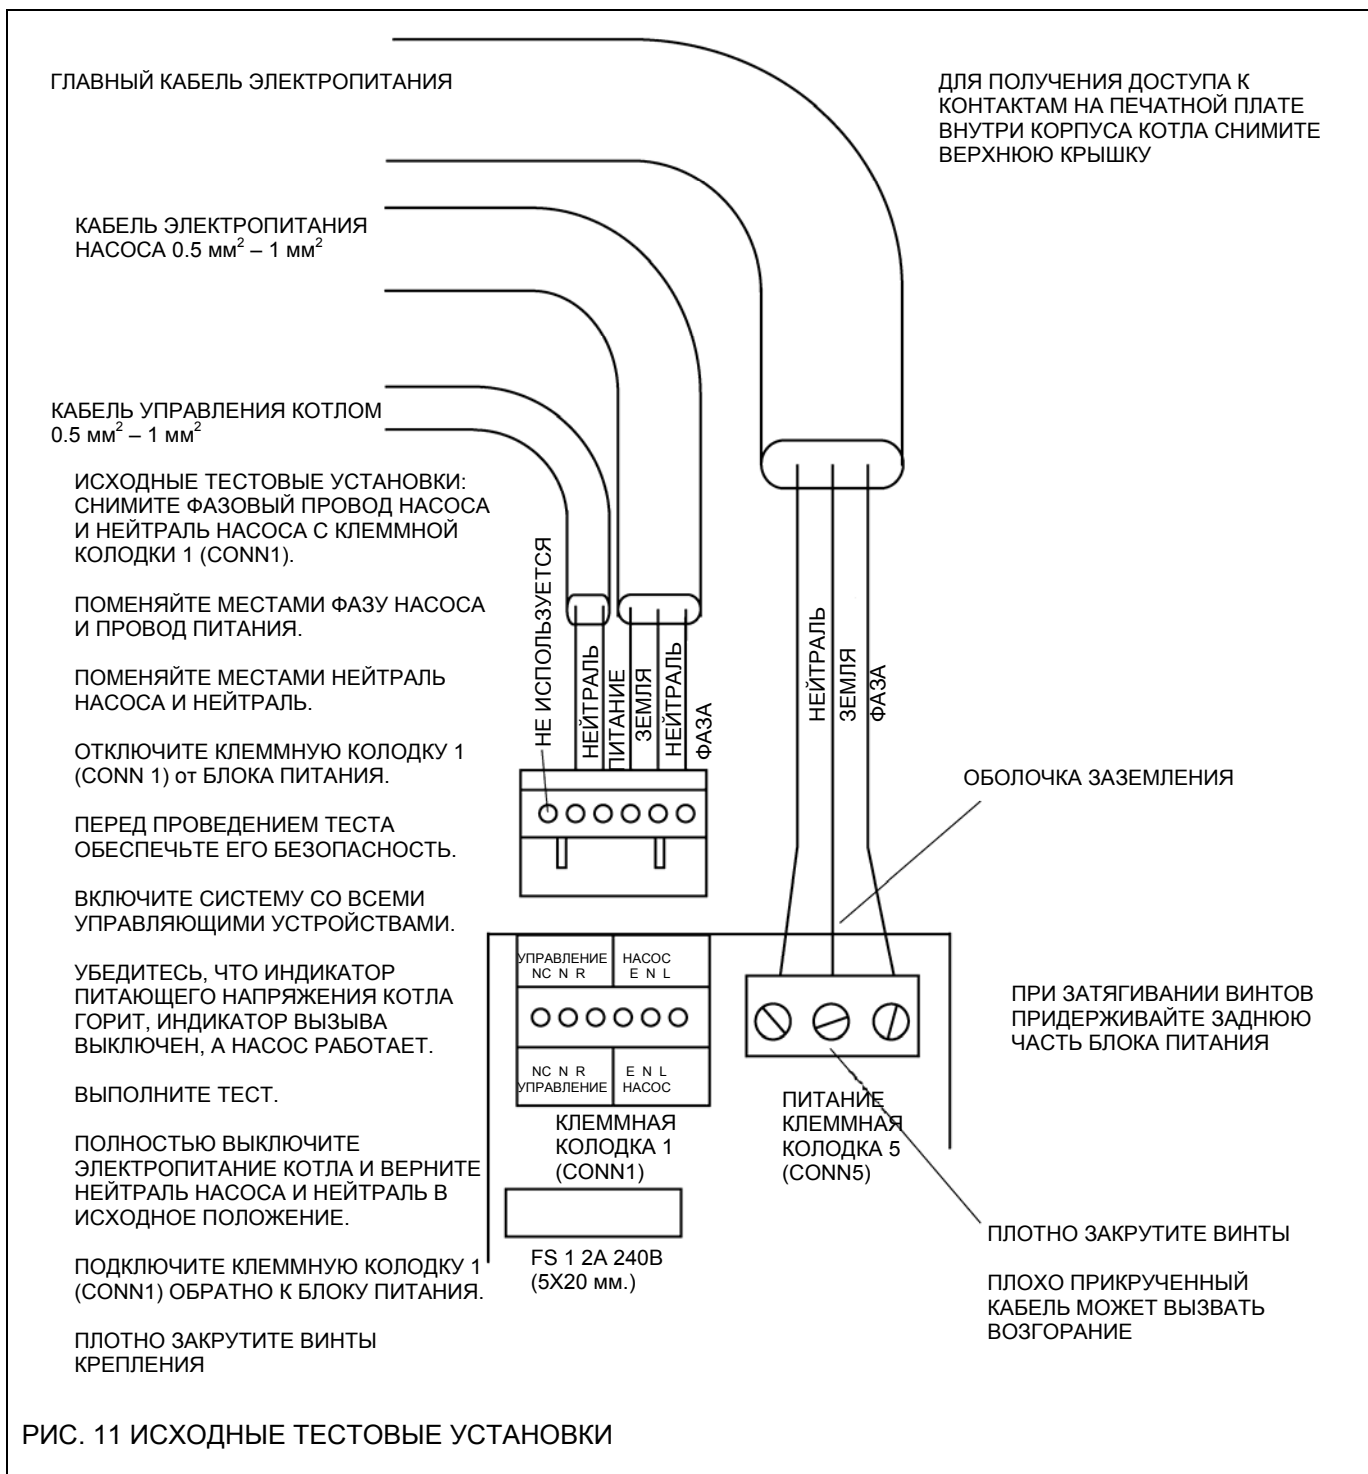 ГЛАВНЫЙ КАБЕЛЬ ЭЛЕКТРОПИТАНИЯ
ДЛЯ ПОЛУЧЕНИЯ ДОСТУПА К
КОНТАКТАМ НА ПЕЧАТНОЙ ПЛАТЕ
ВНУТРИ КОРПУСА КОТЛА СНИМИТЕ
ВЕРХНЮЮ КРЫШКУ
КАБЕЛЬ ЭЛЕКТРОПИТАНИЯ
НАСОСА 0.5 мм² – 1 мм²
КАБЕЛЬ УПРАВЛЕНИЯ КОТЛОМ
0.5 мм² – 1 мм²
ИСХОДНЫЕ ТЕСТОВЫЕ УСТАНОВКИ:
СНИМИТЕ ФАЗОВЫЙ ПРОВОД НАСОСА
И НЕЙТРАЛЬ НАСОСА С КЛЕММНОЙ
КОЛОДКИ 1 (CONN1).
ПОМЕНЯЙТЕ МЕСТАМИ ФАЗУ НАСОСА
И ПРОВОД ПИТАНИЯ.
ПОМЕНЯЙТЕ МЕСТАМИ НЕЙТРАЛЬ
НАСОСА И НЕЙТРАЛЬ.
ОТКЛЮЧИТЕ КЛЕММНУЮ КОЛОДКУ 1
(CONN 1) от БЛОКА ПИТАНИЯ.
ПЕРЕД ПРОВЕДЕНИЕМ ТЕСТА
ОБЕСПЕЧЬТЕ ЕГО БЕЗОПАСНОСТЬ.
ВКЛЮЧИТЕ СИСТЕМУ СО ВСЕМИ
УПРАВЛЯЮЩИМИ УСТРОЙСТВАМИ.
УБЕДИТЕСЬ, ЧТО ИНДИКАТОР
ПИТАЮЩЕГО НАПРЯЖЕНИЯ КОТЛА
ГОРИТ, ИНДИКАТОР ВЫЗЫВА
ВЫКЛЮЧЕН, А НАСОС РАБОТАЕТ.
ВЫПОЛНИТЕ ТЕСТ.
ПОЛНОСТЬЮ ВЫКЛЮЧИТЕ
ЭЛЕКТРОПИТАНИЕ КОТЛА И ВЕРНИТЕ
НЕЙТРАЛЬ НАСОСА И НЕЙТРАЛЬ В
ИСХОДНОЕ ПОЛОЖЕНИЕ.
ПОДКЛЮЧИТЕ КЛЕММНУЮ КОЛОДКУ 1
(CONN1) ОБРАТНО К БЛОКУ ПИТАНИЯ.
ПЛОТНО ЗАКРУТИТЕ ВИНТЫ
КРЕПЛЕНИЯ
НЕ ИСПОЛЬЗУЕТСЯ
НЕЙТРАЛЬ
ПИТАНИЕ
ЗЕМЛЯ
НЕЙТРАЛЬ
ФАЗА
НЕЙТРАЛЬ
ЗЕМЛЯ
ФАЗА
ОБОЛОЧКА ЗАЗЕМЛЕНИЯ
УПРАВЛЕНИЕ НАСОС
NC N R E N L
NC N R E N L
УПРАВЛЕНИЕ НАСОС
КЛЕММНАЯ
КОЛОДКА 1
(CONN1)
FS 1 2A 240В
(5X20 мм.)
ПИТАНИЕ
КЛЕММНАЯ
КОЛОДКА 5
(CONN5)
ПРИ ЗАТЯГИВАНИИ ВИНТОВ
ПРИДЕРЖИВАЙТЕ ЗАДНЮЮ
ЧАСТЬ БЛОКА ПИТАНИЯ
ПЛОТНО ЗАКРУТИТЕ ВИНТЫ
ПЛОХО ПРИКРУЧЕННЫЙ
КАБЕЛЬ МОЖЕТ ВЫЗВАТЬ
ВОЗГОРАНИЕ
РИС. 11 ИСХОДНЫЕ ТЕСТОВЫЕ УСТАНОВКИ